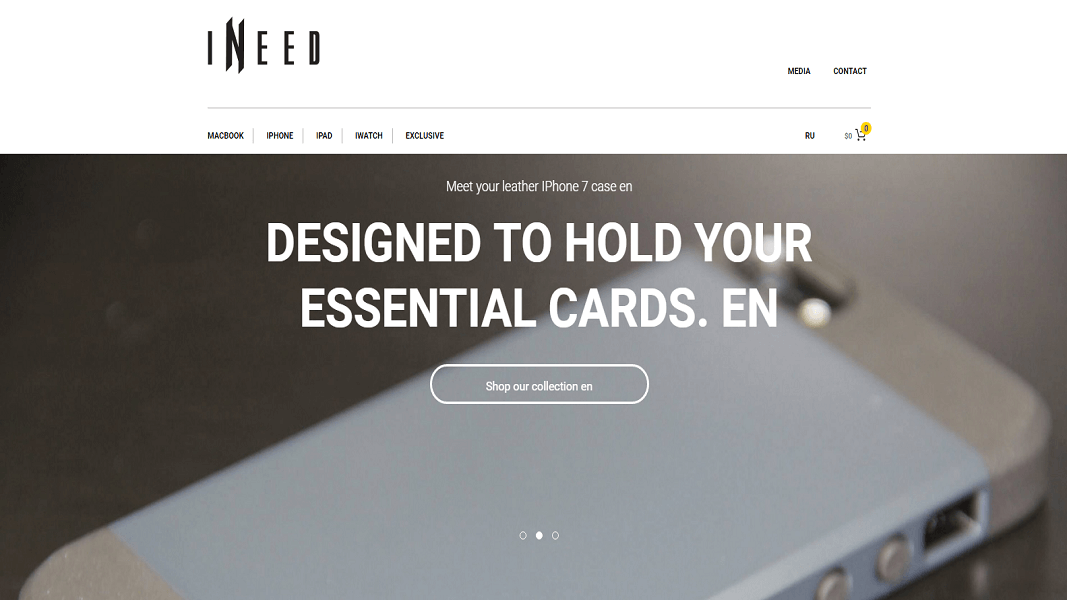 INEED
MEDIA CONTACT
MACBOOK IPHONE IPAD IWATCH EXCLUSIVE RU $0 0
Meet your leather IPhone 7 case en
DESIGNED TO HOLD YOUR
ESSENTIAL CARDS. EN
Shop our collection en